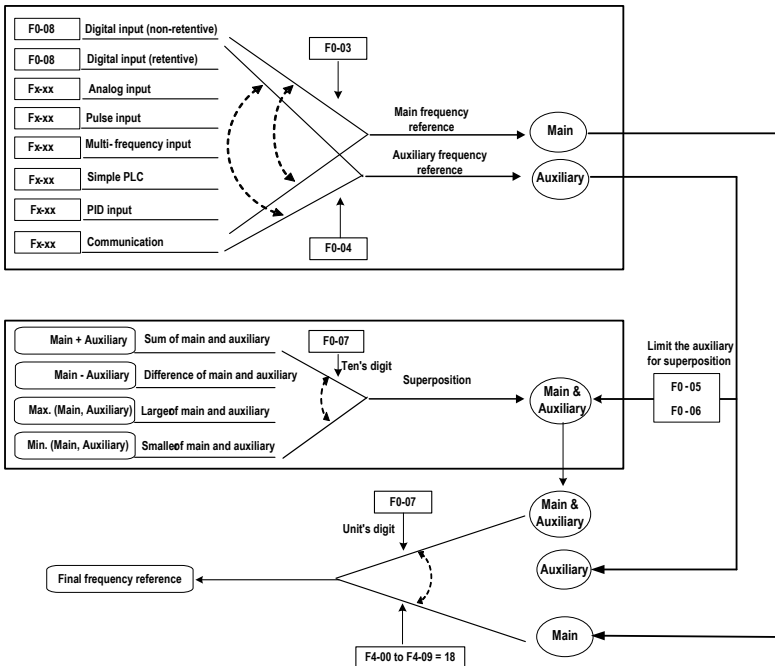 F0-08 Digital input (non-retentive)
F0-08 Digital input (retentive)
Fx-xx Analog input
Fx-xx Pulse input
Fx-xx Multi-frequency input
Fx-xx Simple PLC
Fx-xx PID input
Fx-xx Communication
F0-03
F0-04
Main frequency
reference
Auxiliary frequency
reference
Main
Auxiliary
Main + Auxiliary Sum of main and auxiliary
Main - Auxiliary Difference of main and auxiliary
Max. (Main, Auxiliary) Largeof main and auxiliary
Min. (Main, Auxiliary) Smalleof main and auxiliary
F0-07
Ten's digit
Superposition
Main &
Auxiliary
Limit the auxiliary
for superposition
F0-05
F0-06
F0-07
Unit's digit
Main &
Auxiliary
Auxiliary
Main
Final frequency reference
F4-00 to F4-09 = 18